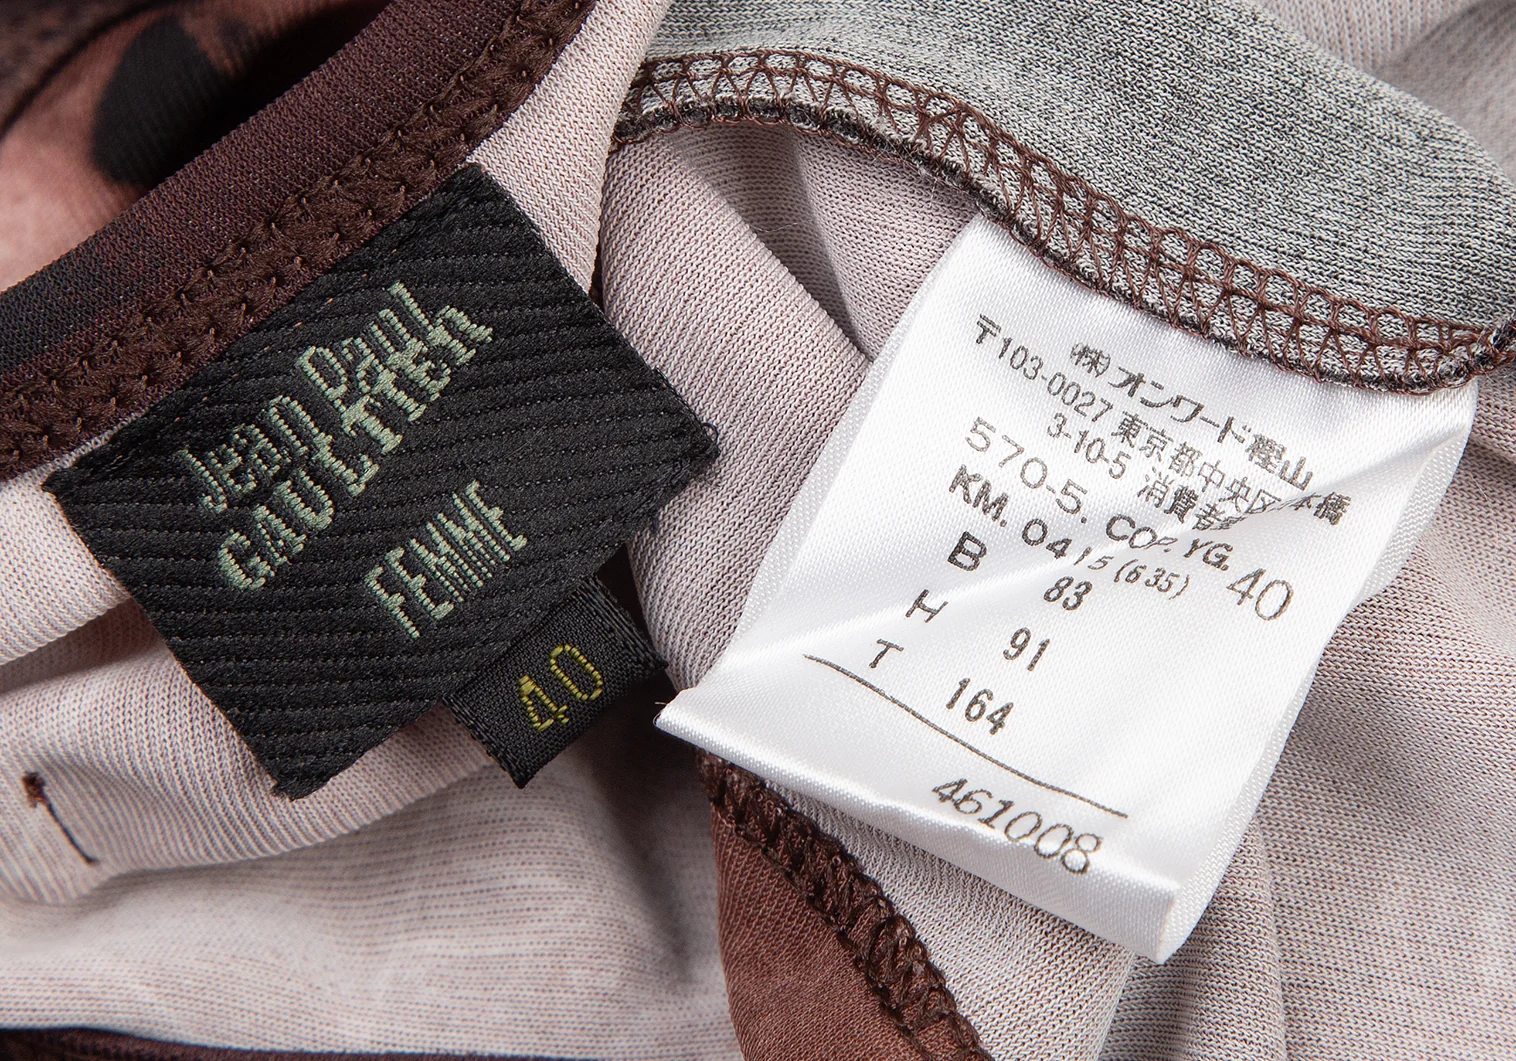 Jean Paul
GAULTIER
FEMME
40
(株)オンワード樫山
〒103-0027 東京都中央区日本橋
3-10-5 消費者
570-5. COP. YG. 40
KM. 04/5 (635)
B 83
H 91
T 164
461008